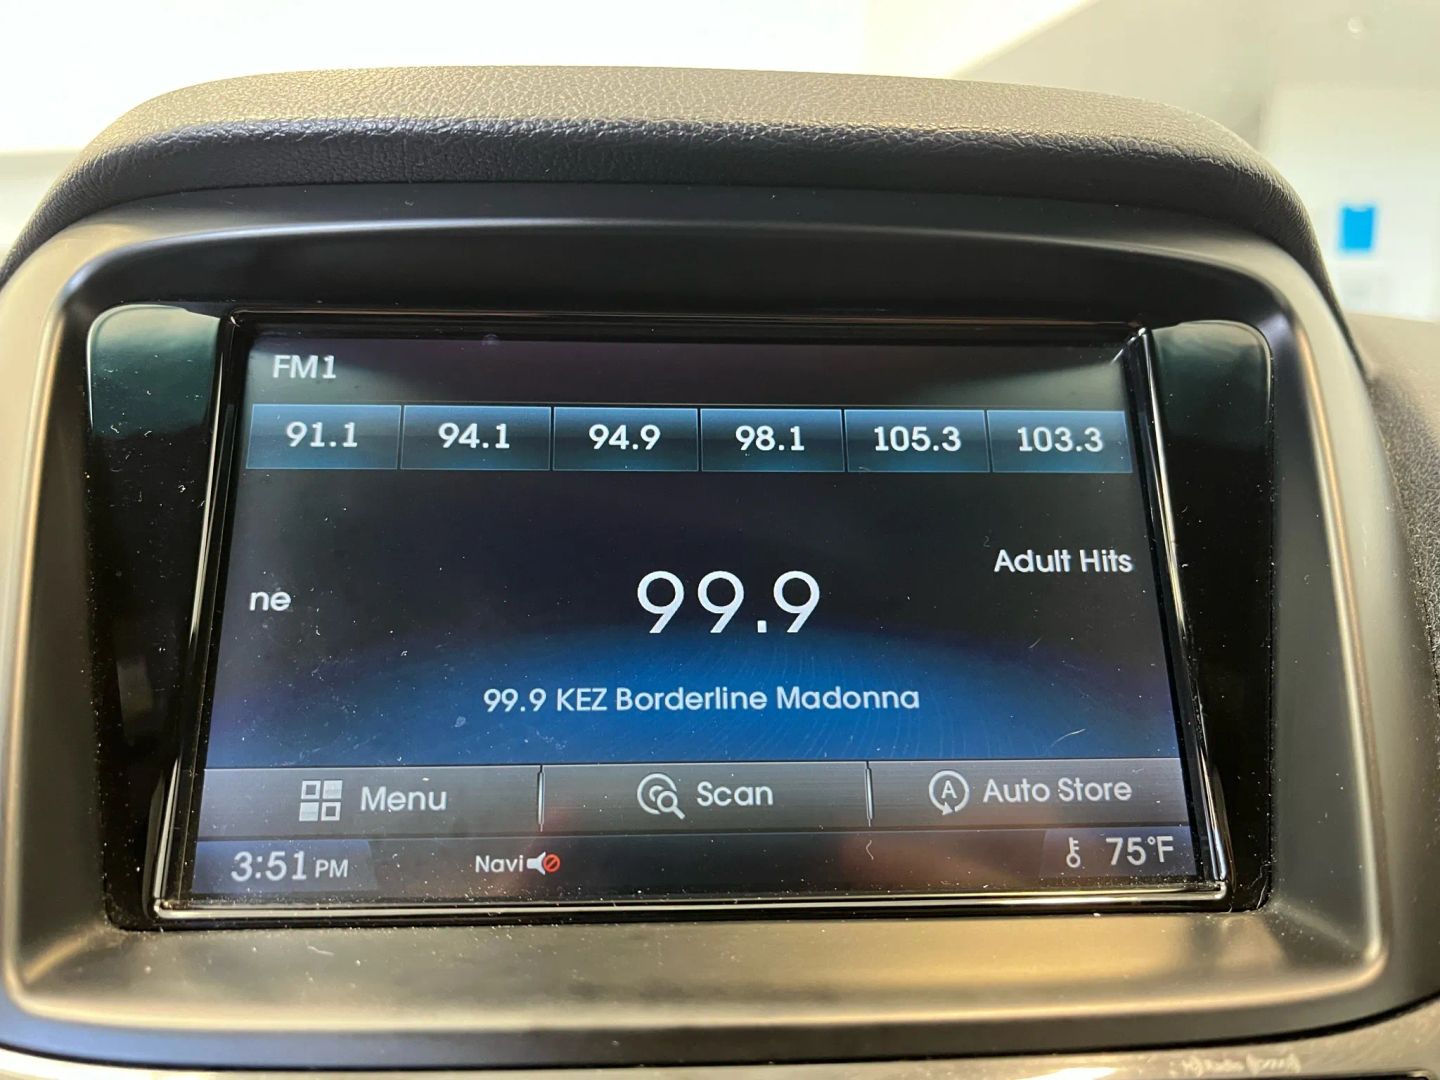 FM1
91.1 94.1 94.9 98.1 105.3 103.3
Adult Hits
ne 99.9
99.9 KEZ Borderline Madonna
Menu Scan Auto Store
3:51 PM Navi 75°F